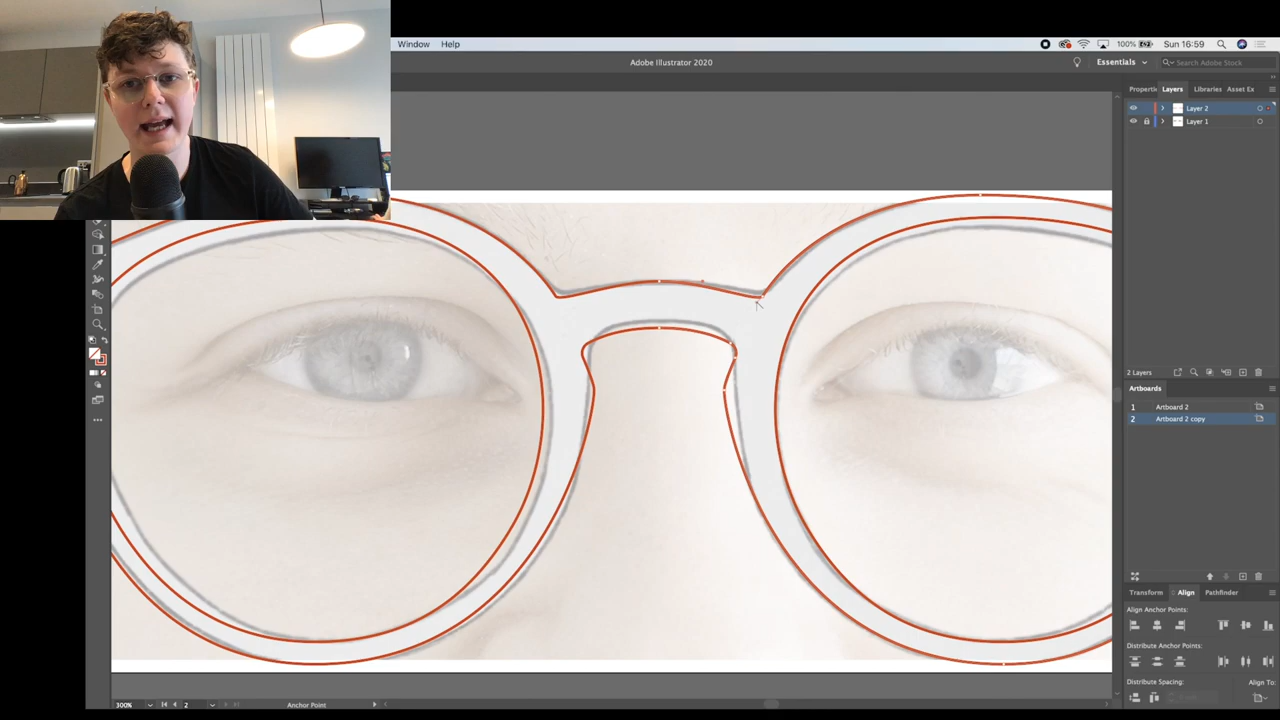 Window Help
100% Sun 16:59
Adobe Illustrator 2020
Essentials
Search Adobe Stock
Properti Layers Libraries Asset Ex
Layer 2
Layer 1
2 Layers
Artboards
1 Artboard 2
2 Artboard 2 copy
Transform Align Pathfinder
Align Anchor Points:
Distribute Anchor Points:
Distribute Spacing: Align To:
300% 2 Anchor Point